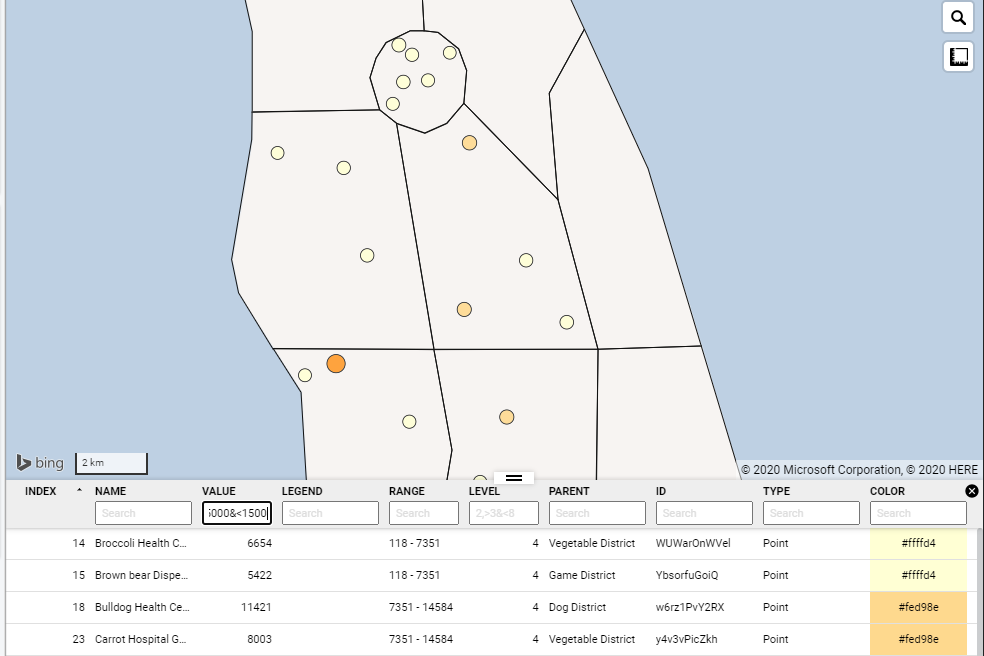 bing
2 km
© 2020 Microsoft Corporation, © 2020 HERE
INDEX NAME VALUE LEGEND RANGE LEVEL PARENT ID TYPE COLOR
Search 5000&<1500 Search Search 2,>3&<8 Search Search Search Search
14 Broccoli Health C... 6654 118 - 7351 4 Vegetable District WUWarOnWVel Point #ffffd4
15 Brown bear Dispe... 5422 118 - 7351 4 Game District YbsorfuGoiQ Point #ffffd4
18 Bulldog Health Ce... 11421 7351 - 14584 4 Dog District w6rz1PvY2RX Point #fed98e
23 Carrot Hospital G... 8003 7351 - 14584 4 Vegetable District y4v3vPicZkh Point #fed98e